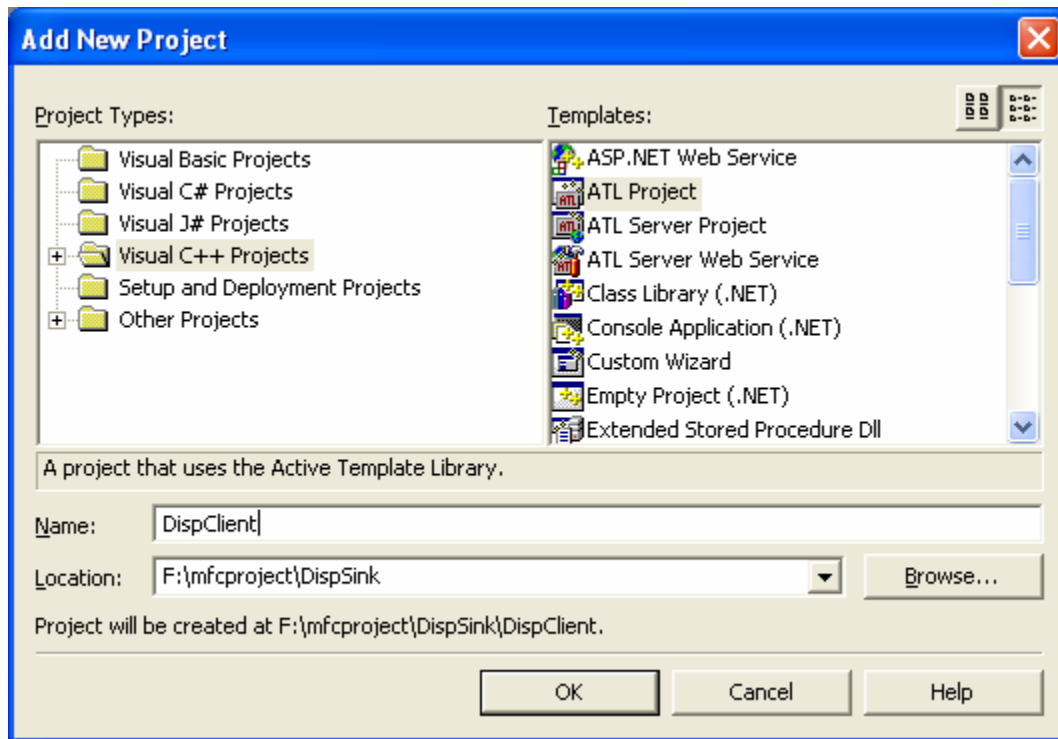 Add New Project
Project Types:
Templates:
Visual Basic Projects
Visual C# Projects
Visual J# Projects
Visual C++ Projects
Setup and Deployment Projects
Other Projects
ASP.NET Web Service
ATL Project
ATL Server Project
ATL Server Web Service
Class Library (.NET)
Console Application (.NET)
Custom Wizard
Empty Project (.NET)
Extended Stored Procedure Dll
A project that uses the Active Template Library.
Name:
DispClient
Location:
F:\mfcproject\DispSink
Browse...
Project will be created at F:\mfcproject\DispSink\DispClient.
OK
Cancel
Help